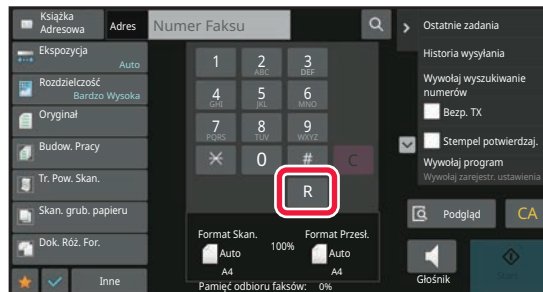 Książka
Adresowa
Adres
Numer Faksu
Ekspozycja
Auto
Rozdzielczość
Bardzo Wysoka
Oryginał
Budow. Pracy
Tr. Pow. Skan.
Skan. grub. papieru
Dok. Róż. For.
Inne
1
2
ABC
3
DEF
4
GHI
5
JKL
6
MNO
7
PQRS
8
TUV
9
WXYZ
0
#
C
R
Format Skan.
100%
Format Przesł.
Auto
Auto
A4
A4
Pamięć odbioru faksów: 0%
Ostatnie zadania
Historia wysyłania
Wywołaj wyszukiwanie
numerów
Bezp. TX
Stempel potwierdzaj.
Wywołaj program
Wywołaj zarejestr. ustawienia
Podgląd
CA
Głośnik
Start